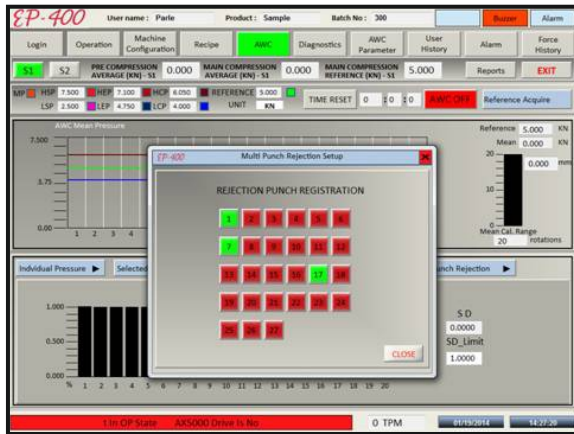 EP-400 User name : Parle Product : Sample Batch No : 300 Buzzer Alarm
Login Operation Machine Configuration Recipe AWC Diagnostics AWC Parameter User History Alarm Force History
S1 S2 PRE COMPRESSION AVERAGE (KN) - S1 0.000 MAIN COMPRESSION AVERAGE (KN) - S1 0.000 MAIN COMPRESSION REFERENCE (KN) - S1 5.000 Reports EXIT
MP HSP 7.500 HEP 7.100 HCP 6.050 REFERENCE 5.000
LSP 2.500 LEP 4.750 LCP 4.000 UNIT KN
TIME RESET 0 : 0 : 0 AWC OFF Reference Acquire
AWC Mean Pressure
7.500
3.75
0.00
1 2 3 4
Reference 5.000 KN
Mean 0.000 KN
20 0.000 mm
10
0
Mean Cal. Range
20 rotations
EP-400 Multi Punch Rejection Setup
REJECTION PUNCH REGISTRATION
1 2 3 4 5 6
7 8 9 10 11 12
13 14 15 16 17 18
19 20 21 22 23 24
25 26 27
CLOSE
Individual Pressure Selected unch Rejection
1.000
0.500
0.000
% 1 2 3 4 5 6 7 8 9 10 11 12 13 14 15 16 17 18 19 20
S D
0.0000
SD_Limit
1.0000
1 In OP State AX5000 Drive Is No 0 TPM 01/19/2014 14:27:20